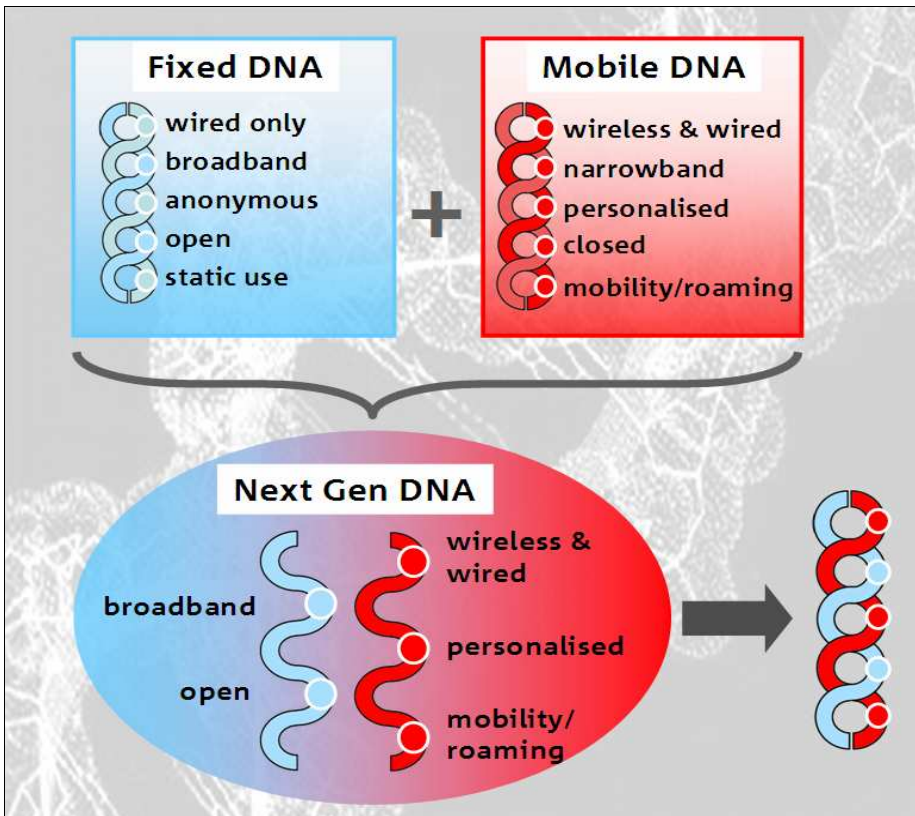 Fixed DNA
wired only
broadband
anonymous
open
static use
+
Mobile DNA
wireless & wired
narrowband
personalised
closed
mobility/roaming
Next Gen DNA
broadband
open
wireless &
wired
personalised
mobility/
roaming